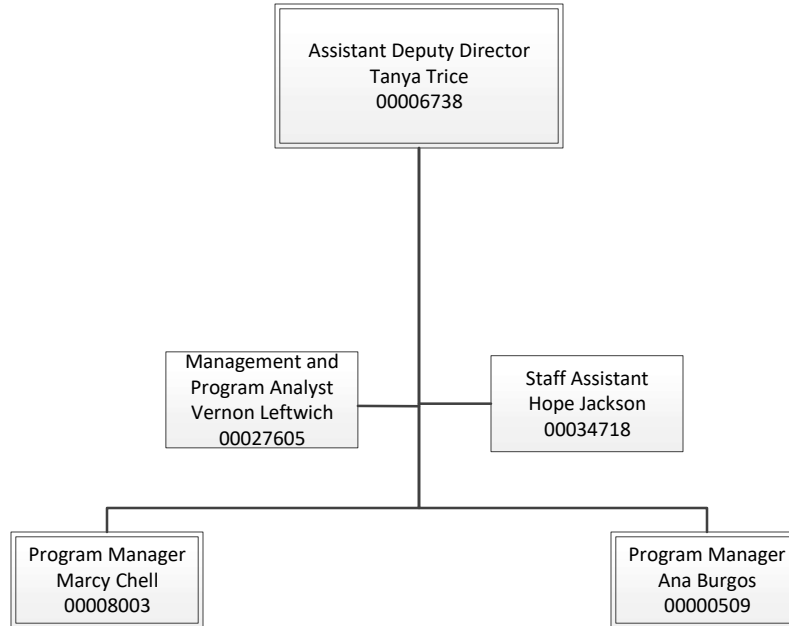 Assistant Deputy Director
Tanya Trice
00006738
Management and
Program Analyst
Vernon Leftwich
00027605
Staff Assistant
Hope Jackson
00034718
Program Manager
Marcy Chell
00008003
Program Manager
Ana Burgos
00000509